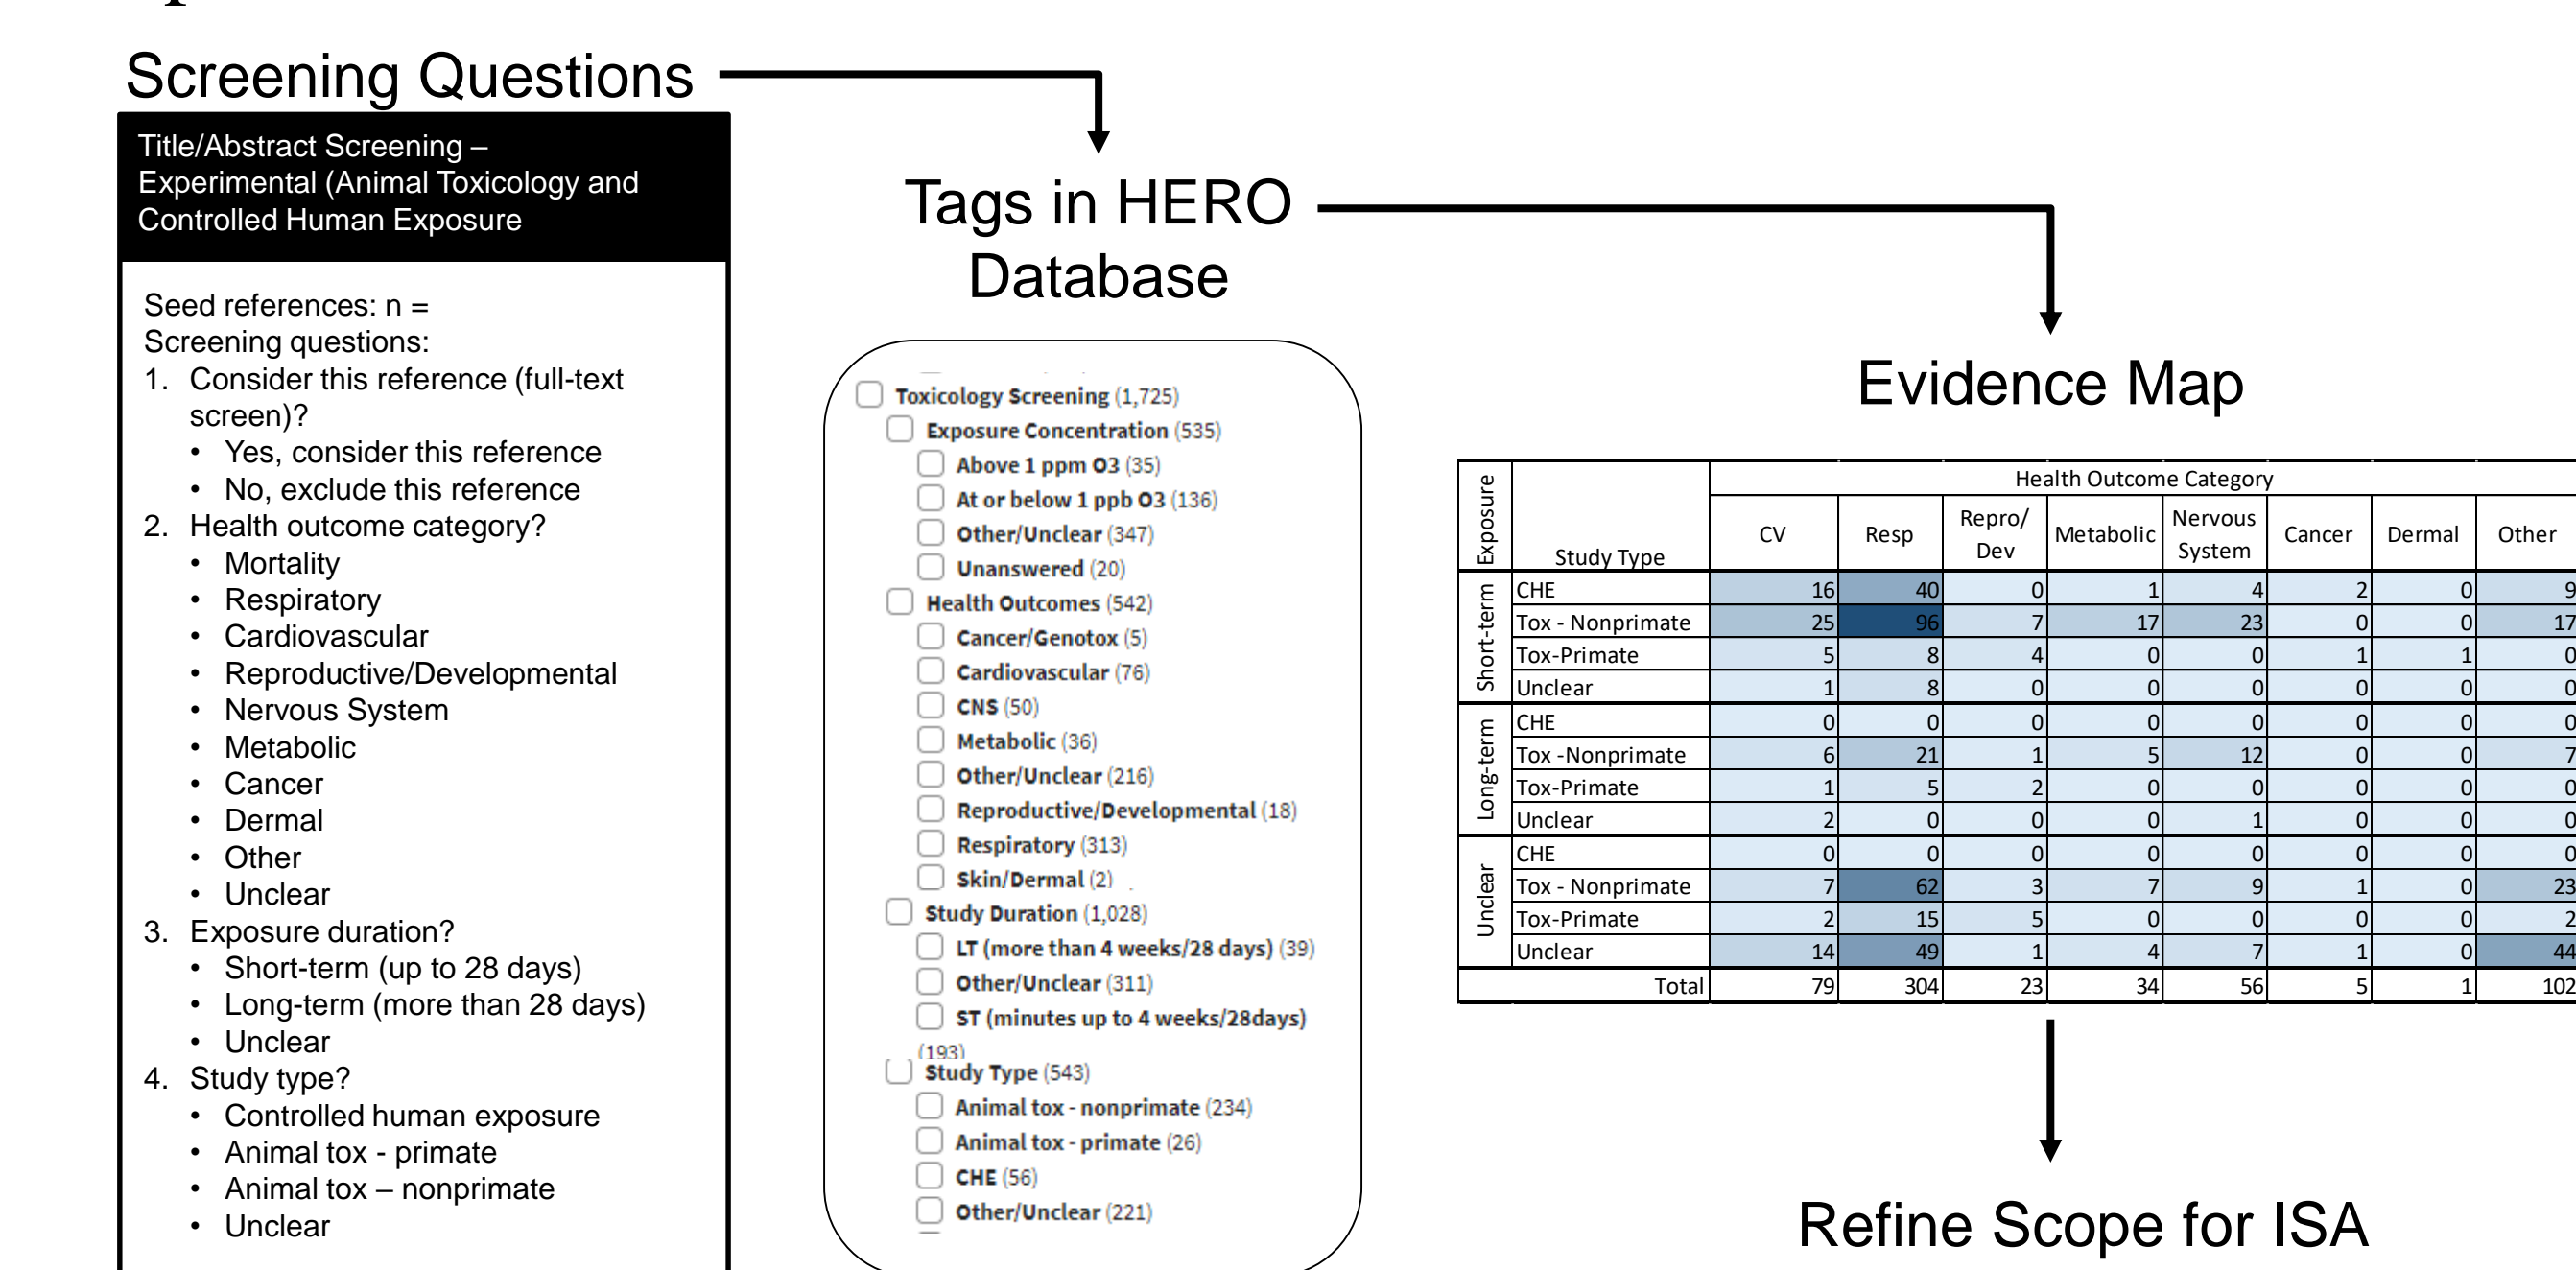 Screening Questions
Title/Abstract Screening –
Experimental (Animal Toxicology and
Controlled Human Exposure
Seed references: n =
Screening questions:
1. Consider this reference (full-text
screen)?
• Yes, consider this reference
• No, exclude this reference
2. Health outcome category?
• Mortality
• Respiratory
• Cardiovascular
• Reproductive/Developmental
• Nervous System
• Metabolic
• Cancer
• Dermal
• Other
• Unclear
3. Exposure duration?
• Short-term (up to 28 days)
• Long-term (more than 28 days)
• Unclear
4. Study type?
• Controlled human exposure
• Animal tox - primate
• Animal tox – nonprimate
• Unclear
Tags in HERO
Database
Toxicology Screening (1,725)
Exposure Concentration (535)
Above 1 ppm O3 (35)
At or below 1 ppb O3 (136)
Other/Unclear (347)
Unanswered (20)
Health Outcomes (542)
Cancer/Genotox (5)
Cardiovascular (76)
CNS (50)
Metabolic (36)
Other/Unclear (216)
Reproductive/Developmental (18)
Respiratory (313)
Skin/Dermal (2)
Study Duration (1,028)
LT (more than 4 weeks/28 days) (39)
Other/Unclear (311)
ST (minutes up to 4 weeks/28days)
(193)
Study Type (543)
Animal tox - nonprimate (234)
Animal tox - primate (26)
CHE (56)
Other/Unclear (221)
Evidence Map
Exposure Study Type Health Outcome Category
CV Resp Repro/ Dev Metabolic Nervous System Cancer Dermal Other
Short-term
CHE 16 40 0 1 4 2 0 9
Tox - Nonprimate 25 96 7 17 23 0 0 17
Tox-Primate 5 8 4 0 0 1 1 0
Unclear 1 8 0 0 0 0 0 0
Long-term
CHE 0 0 0 0 0 0 0 0
Tox -Nonprimate 6 21 1 5 12 0 0 7
Tox-Primate 1 5 2 0 0 0 0 0
Unclear 2 0 0 0 1 0 0 0
Unclear
CHE 0 0 0 0 0 0 0 0
Tox - Nonprimate 7 62 3 7 9 1 0 23
Tox-Primate 2 15 5 0 0 0 0 2
Unclear 14 49 1 4 7 1 0 44
Total 79 304 23 34 56 5 1 102
Refine Scope for ISA